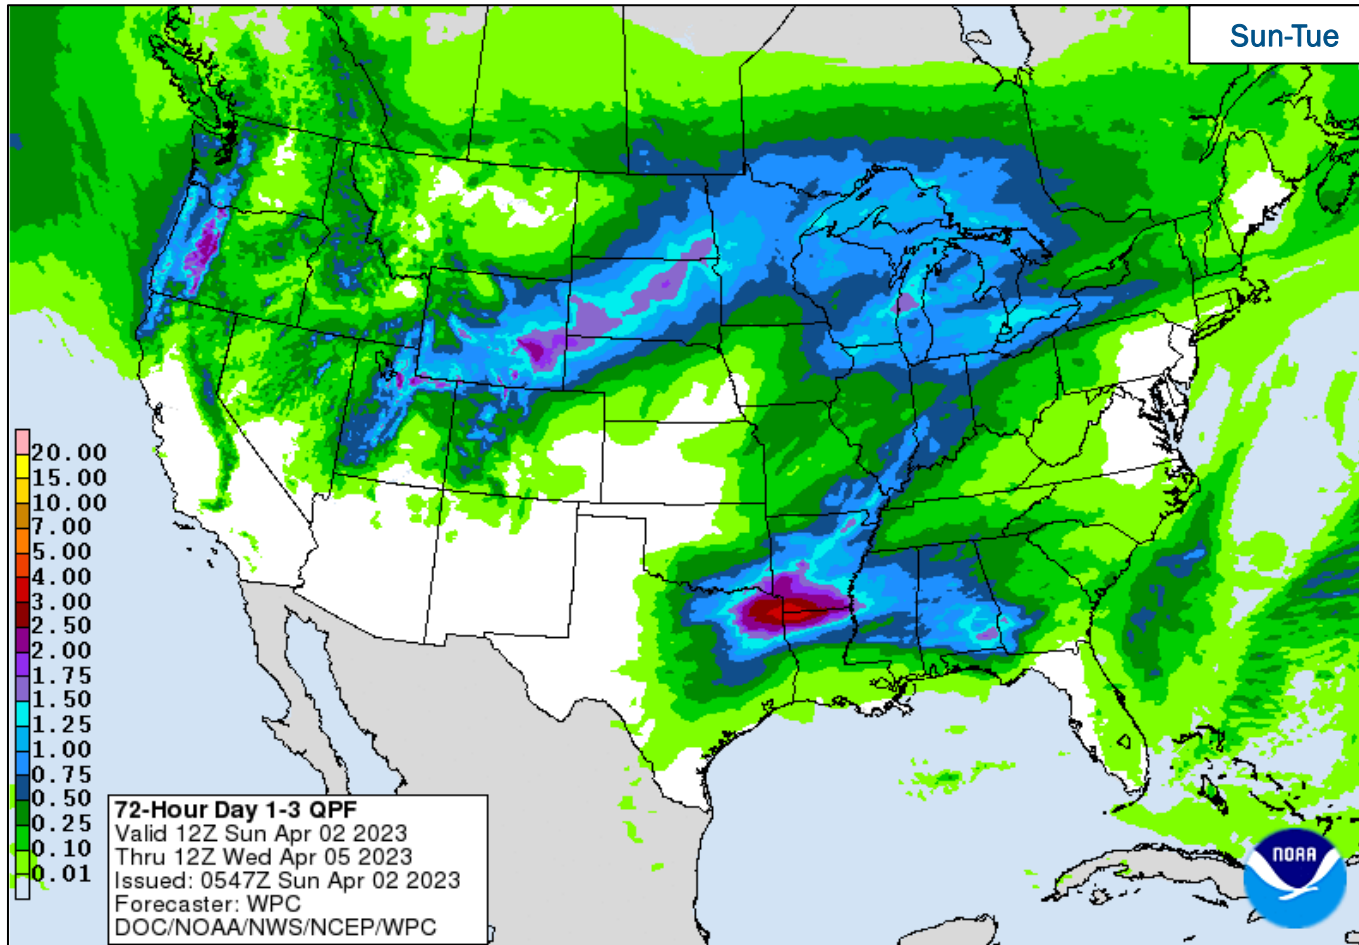 Sun-Tue
20.00
15.00
10.00
7.00
5.00
4.00
3.00
2.50
2.00
1.75
1.50
1.25
1.00
0.75
0.50
0.25
0.10
0.01
72-Hour Day 1-3 QPF
Valid 12Z Sun Apr 02 2023
Thru 12Z Wed Apr 05 2023
Issued: 0547Z Sun Apr 02 2023
Forecaster: WPC
DOC/NOAA/NWS/NCEP/WPC
NOAA